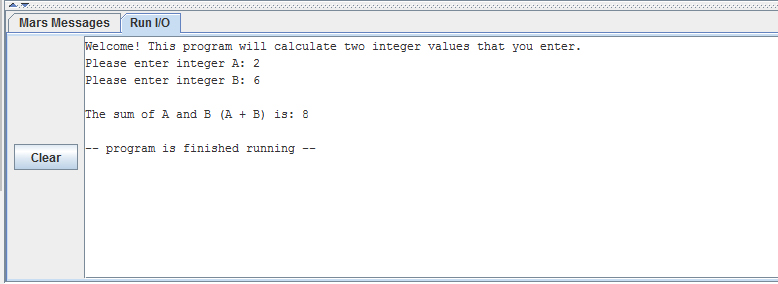 Mars Messages Run I/O
Welcome! This program will calculate two integer values that you enter.
Please enter integer A: 2
Please enter integer B: 6
The sum of A and B (A + B) is: 8
Clear
-- program is finished running --